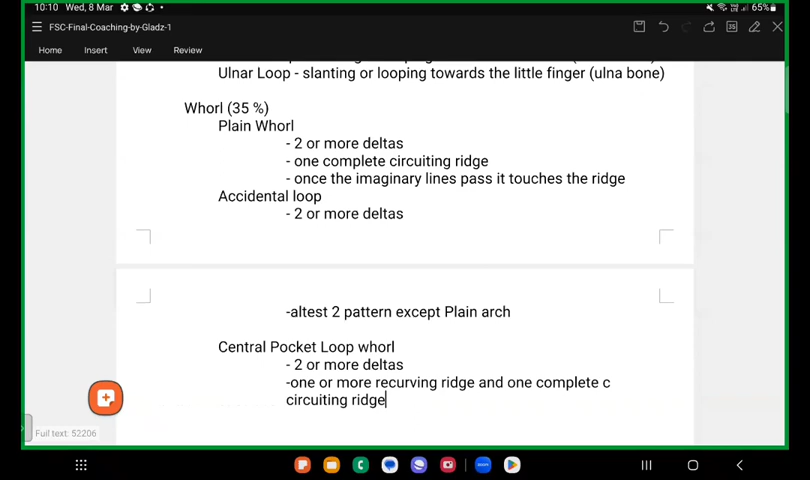 10:10 Wed, 8 Mar
65%
FSC-Final-Coaching-by-Gladz-1
35
Home Insert View Review
Ulnar Loop - slanting or looping towards the little finger (ulna bone)
Whorl (35 %)
Plain Whorl
- 2 or more deltas
- one complete circuiting ridge
- once the imaginary lines pass it touches the ridge
Accidental loop
- 2 or more deltas
-altest 2 pattern except Plain arch
Central Pocket Loop whorl
- 2 or more deltas
-one or more recurving ridge and one complete c
circuiting ridge
Full text: 52206